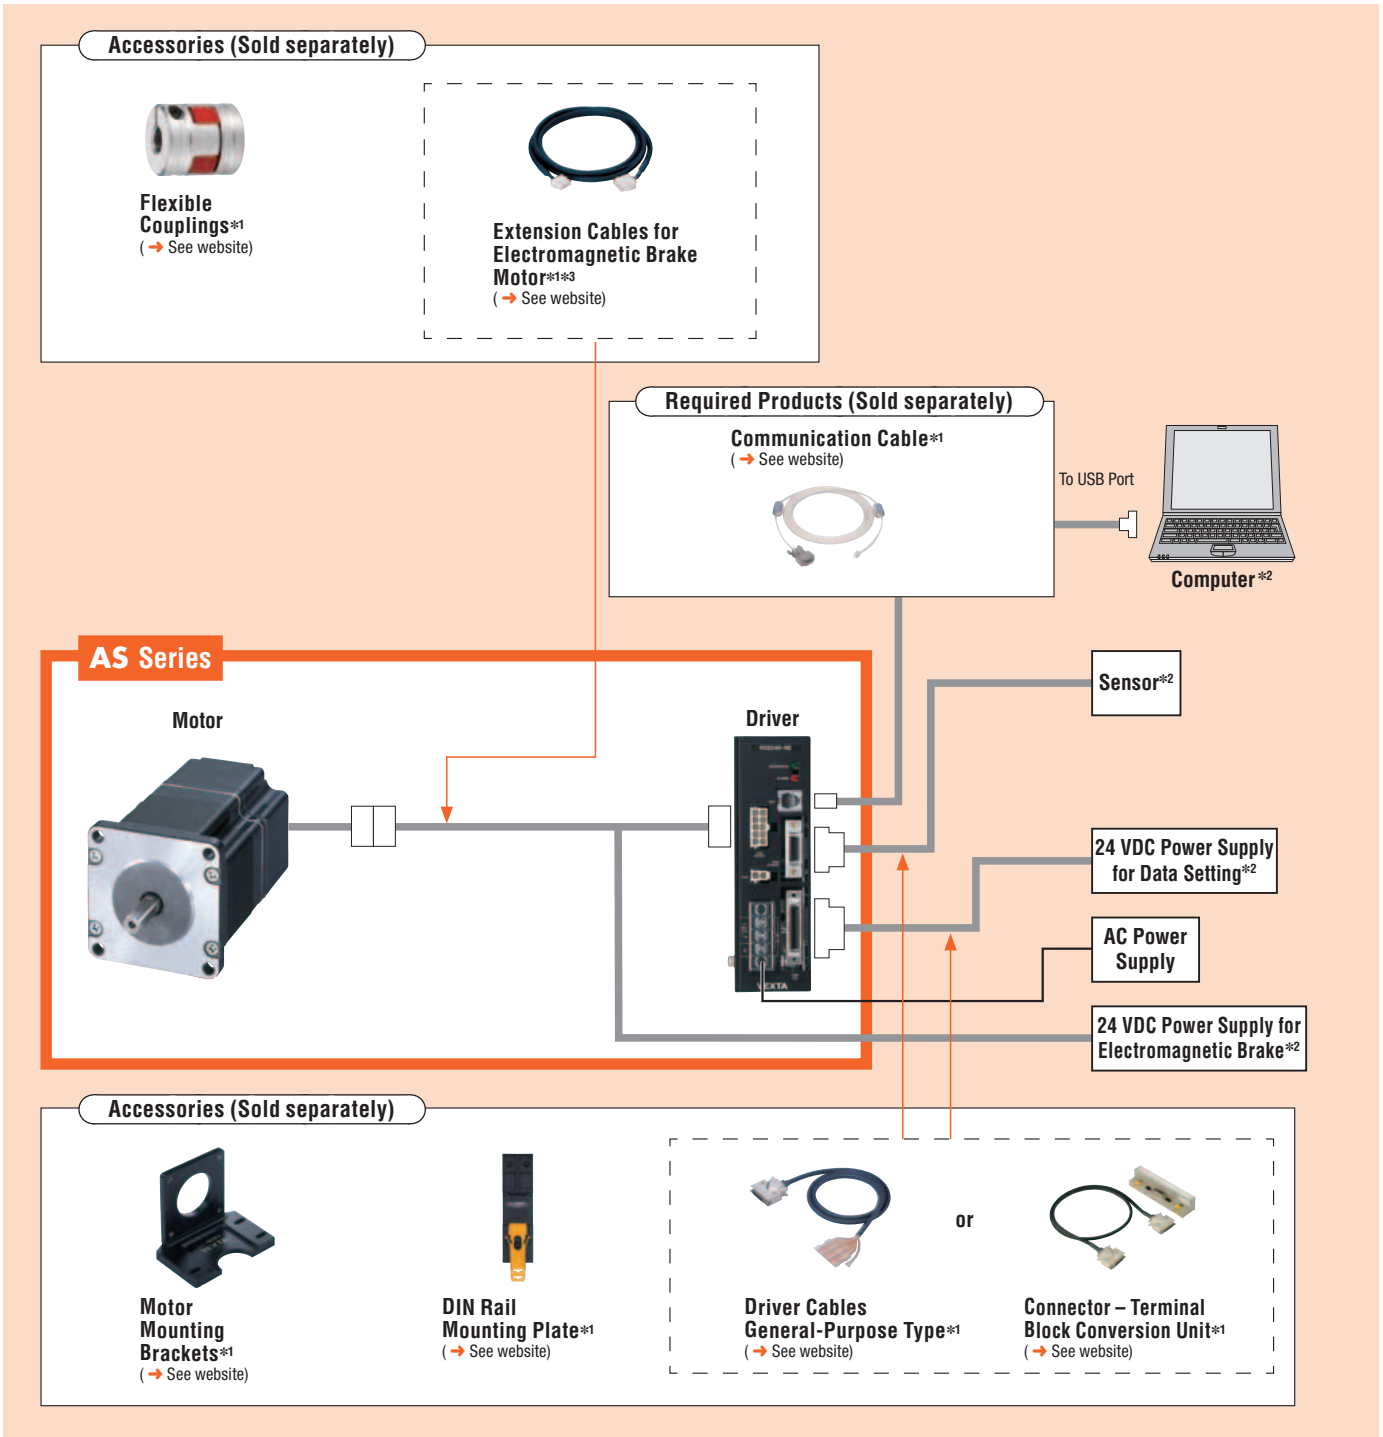 Accessories (Sold separately)
Flexible
Couplings*1
( ➜ See website)
Extension Cables for
Electromagnetic Brake
Motor*1*3
( ➜ See website)
Required Products (Sold separately)
Communication Cable*1
( ➜ See website)
To USB Port
Computer*2
AS Series
Motor
Driver
VEXTA
Sensor*2
24 VDC Power Supply
for Data Setting*2
AC Power
Supply
24 VDC Power Supply for
Electromagnetic Brake*2
Accessories (Sold separately)
Motor
Mounting
Brackets*1
( ➜ See website)
DIN Rail
Mounting Plate*1
( ➜ See website)
Driver Cables
General-Purpose Type*1
( ➜ See website)
or
Connector – Terminal
Block Conversion Unit*1
( ➜ See website)